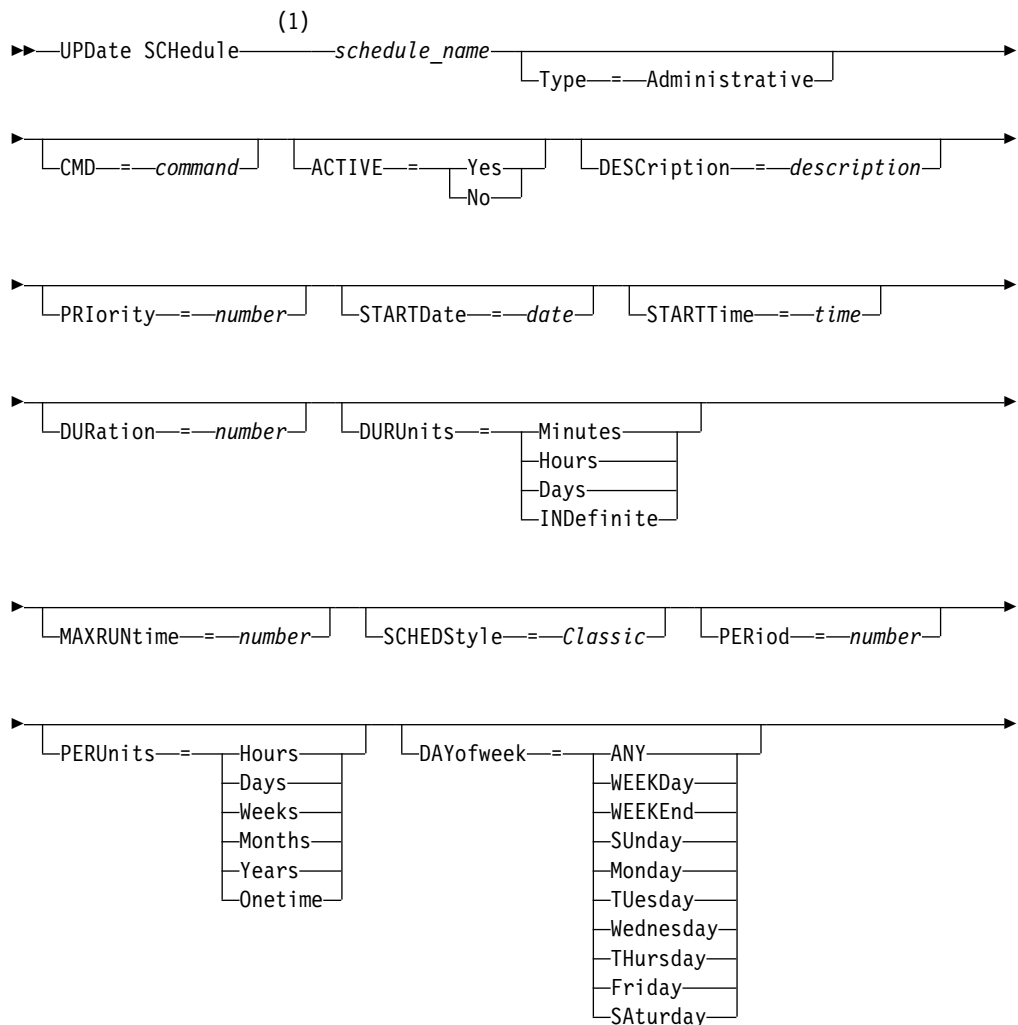 (1)
UPDate SCHedule schedule_name
Type = Administrative
CMD = command ACTIVE = Yes DESCription = description
No
PRIority = number STARTDate = date STARTTime = time
DURation = number DURUnits = Minutes
Hours
Days
INDefinite
MAXRUNtime = number SCHEDStyle = Classic PERiod = number
PERUnits = Hours DAYofweek = ANY
Days WEEKDay
Weeks WEEKEnd
Months SUnday
Years Monday
Onetime TUesday
Wednesday
THursday
Friday
SAturday